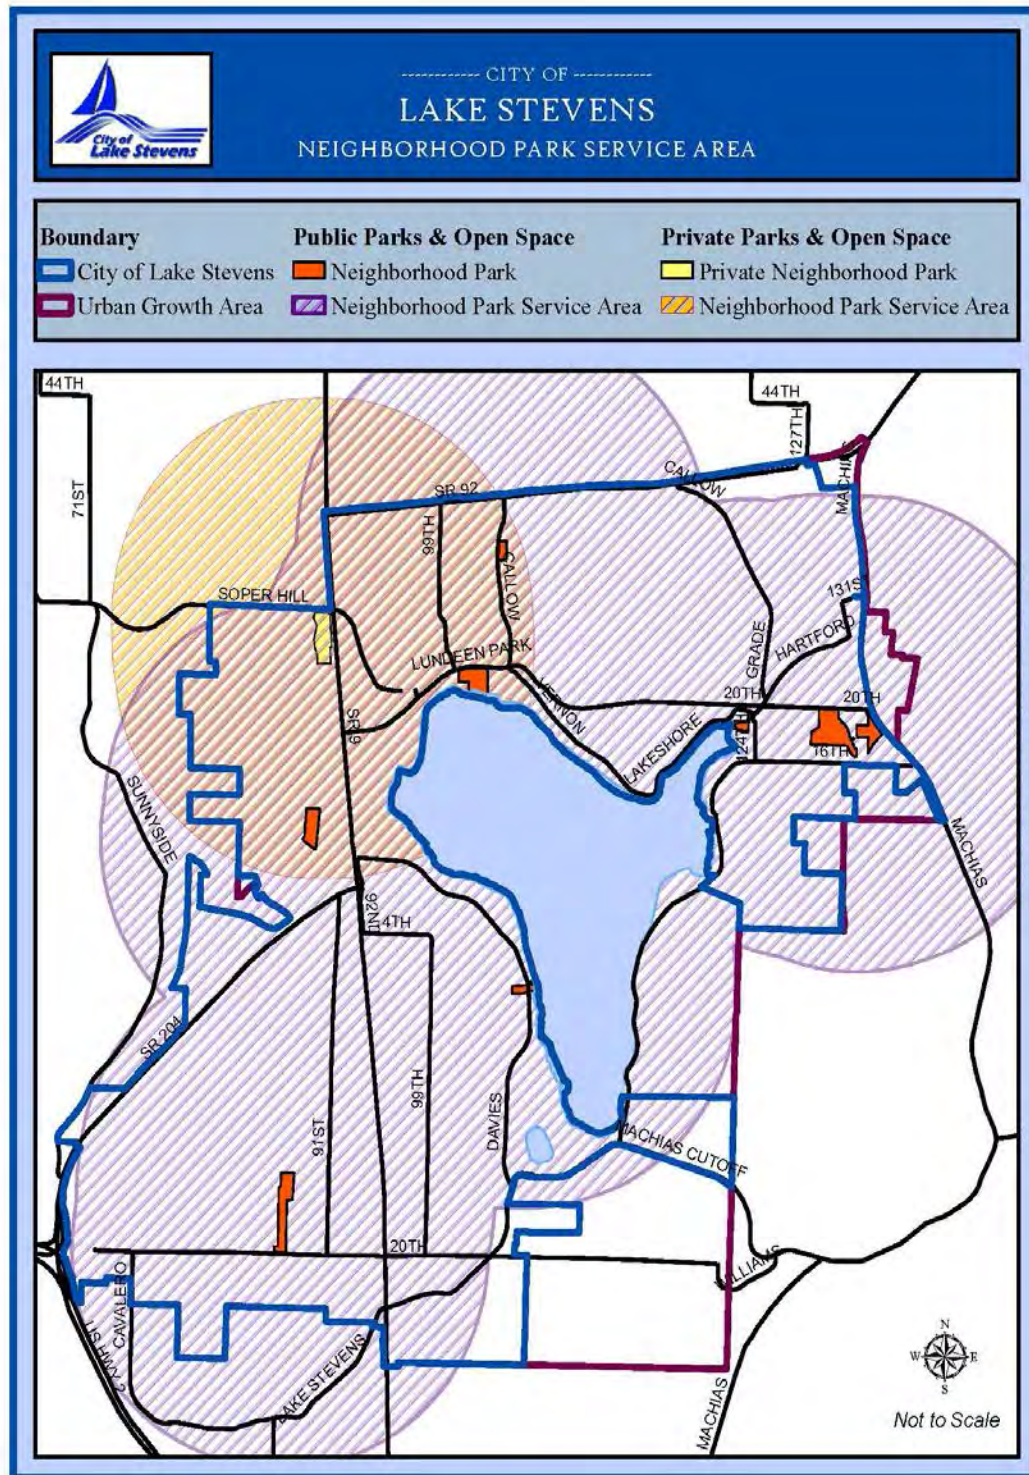 ------------ CITY OF ------------
LAKE STEVENS
NEIGHBORHOOD PARK SERVICE AREA
City of
Lake Stevens
Boundary
City of Lake Stevens
Urban Growth Area
Public Parks & Open Space
Neighborhood Park
Neighborhood Park Service Area
Private Parks & Open Space
Private Neighborhood Park
Neighborhood Park Service Area
44TH
44TH
127TH
71ST
SR 92
CALLOW
MACHIAS
99TH
CALLOW
SOPER HILL
131S
HARTFORD
GRADE
LUNDEEN PARK
VERNON
20TH
20TH
SR 9
LAKESHORE
124TH
16TH
SUNNYSIDE
MACHIAS
92ND
4TH
SR 204
99TH
91ST
DAVIES
MACHIAS CUTOFF
20TH
WILLIAMS
CAVALERO
US HWY 2
LAKE STEVENS
MACHIAS
N
W E
S
Not to Scale